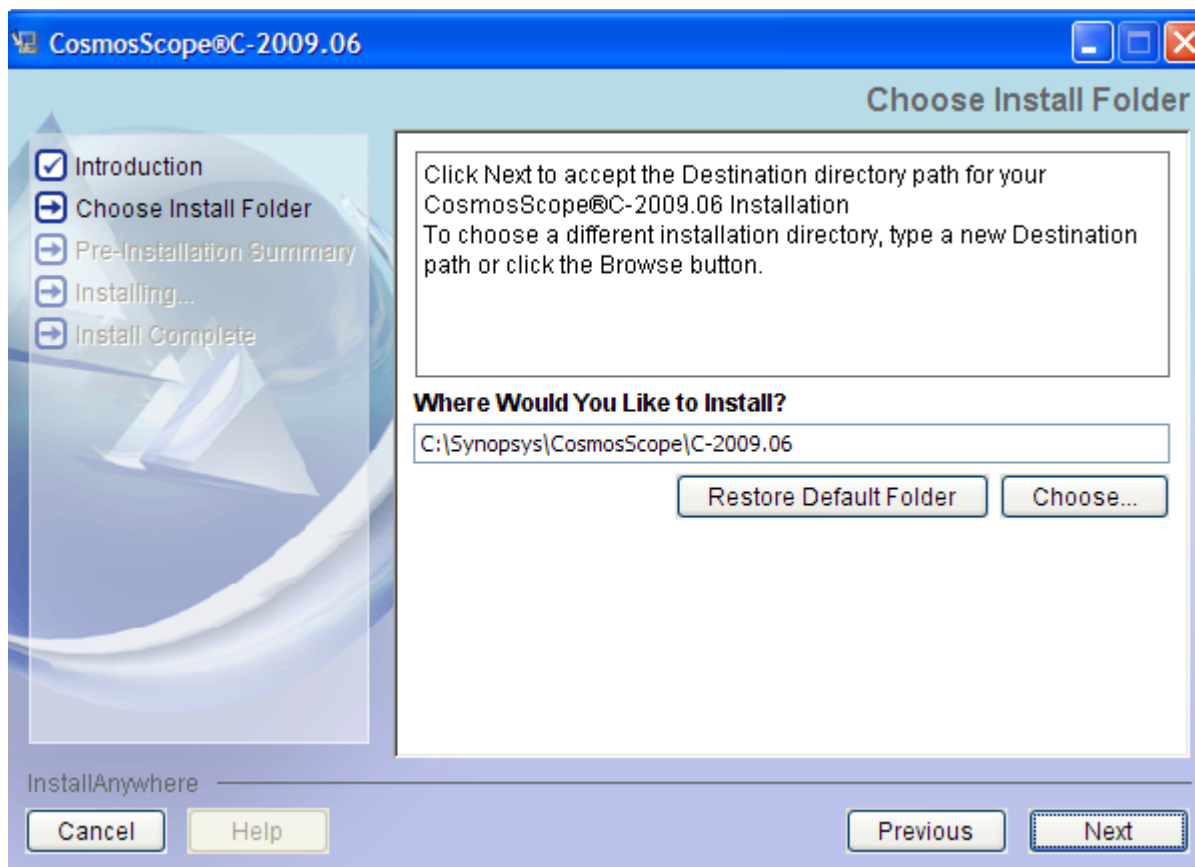 CosmosScope®C-2009.06
Choose Install Folder
Introduction
Choose Install Folder
Pre-Installation Summary
Installing...
Install Complete
Click Next to accept the Destination directory path for your
CosmosScope®C-2009.06 Installation
To choose a different installation directory, type a new Destination
path or click the Browse button.
Where Would You Like to Install?
C:\Synopsys\CosmosScope\C-2009.06
Restore Default Folder
Choose...
InstallAnywhere
Cancel
Help
Previous
Next